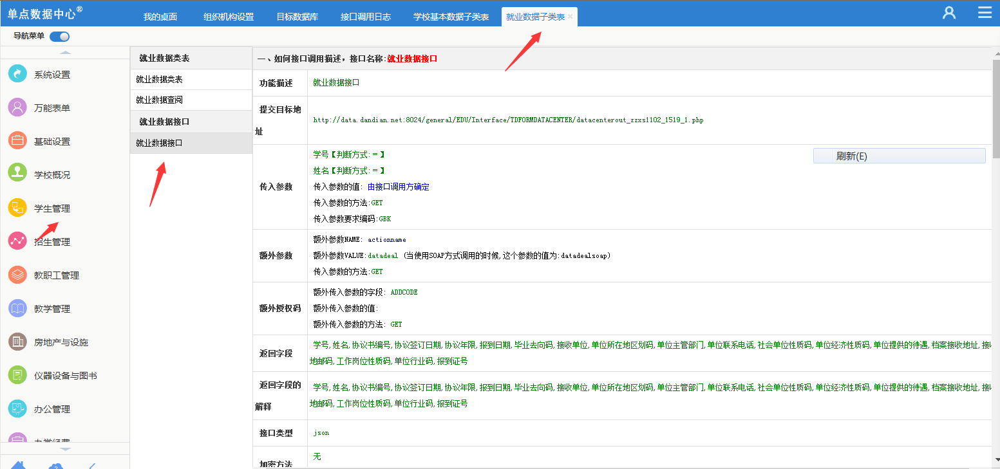 单点数据中心®
我的桌面 组织机构设置 目标数据库 接口调用日志 学校基本数据子类表 就业数据子类表 ×
导航菜单
系统设置
万能表单
基础设置
学校概况
学生管理
招生管理
教职工管理
教学管理
房地产与设施
仪器设备与图书
办公管理
就业数据类表
就业数据类表
就业数据查阅
就业数据接口
就业数据接口
一、如何接口调用描述，接口名称:就业数据接口
功能描述
就业数据接口
提交目标地
址
http://data.dandian.net:8024/general/EDU/Interface/TDFORMDATACENTER/datacenterout_zzxs1102_1519_1.php
传入参数
学号【判断方式:=】
姓名【判断方式:=】
传入参数的值: 由接口调用方确定
传入参数的方法:GET
传入参数要求编码:GBK
刷新(E)
额外参数
额外参数NAME: actionname
额外参数VALUE:datadeal (当使用SOAP方式调用的时候,这个参数的值为:datadealsoap)
传入参数的方法:GET
额外授权码
额外传入参数的字段: ADDCODE
额外传入参数的值:
额外传入参数的方法: GET
返回字段
学号,姓名,协议书编号,协议签订日期,协议年限,报到日期,毕业去向码,接收单位,单位所在地区划码,单位主管部门,单位联系电话,社会单位性质码,单位经济性质码,单位提供的待遇,档案接收地址,接收
地邮码,工作岗位性质码,单位行业码,报到证号
返回字段的
解释
学号,姓名,协议书编号,协议签订日期,协议年限,报到日期,毕业去向码,接收单位,单位所在地区划码,单位主管部门,单位联系电话,社会单位性质码,单位经济性质码,单位提供的待遇,档案接收地址,接收
地邮码,工作岗位性质码,单位行业码,报到证号
接口类型
json
加密方法
无